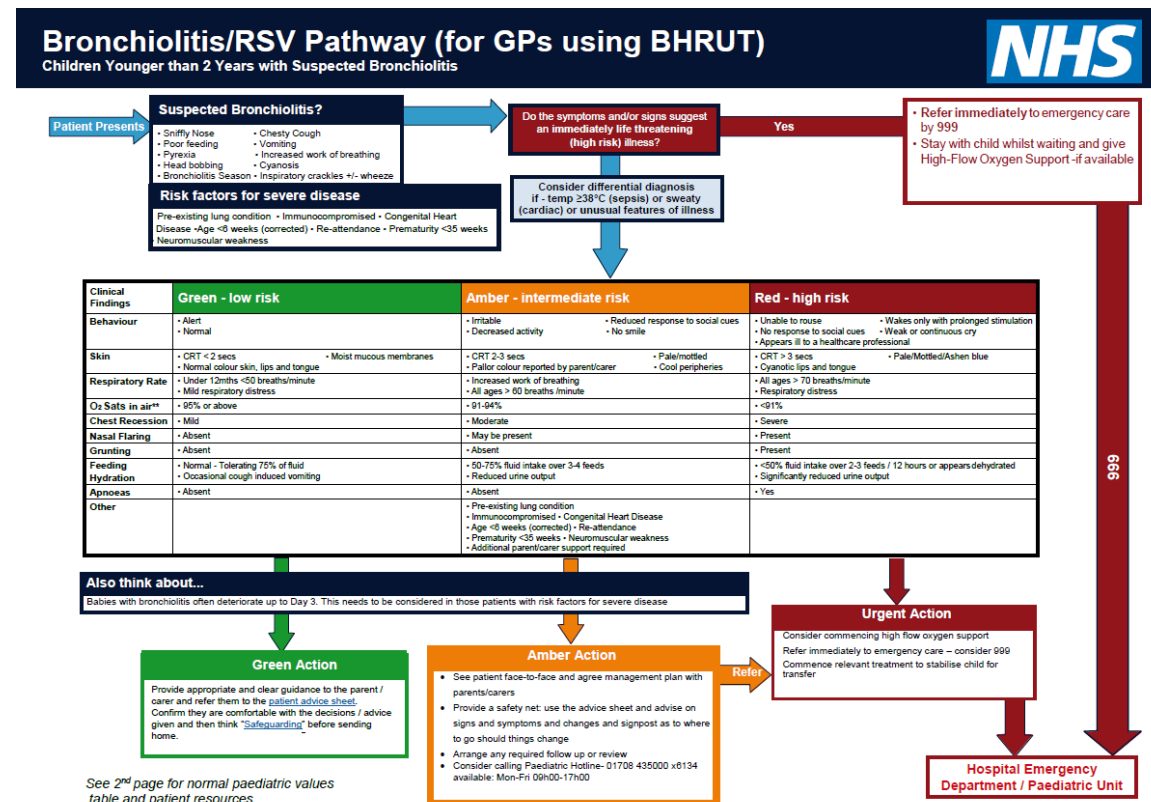 Bronchiolitis/RSV Pathway (for GPs using BHRUT)
Children Younger than 2 Years with Suspected Bronchiolitis
NHS
Patient Presents
Suspected Bronchiolitis?
• Sniffly Nose • Chesty Cough
• Poor feeding • Vomiting
• Pyrexia • Increased work of breathing
• Head bobbing • Cyanosis
• Bronchiolitis Season • Inspiratory crackles +/- wheeze
Risk factors for severe disease
Pre-existing lung condition • Immunocompromised • Congenital Heart
Disease •Age <6 weeks (corrected) • Re-attendance • Prematurity <35 weeks
• Neuromuscular weakness
Do the symptoms and/or signs suggest
an immediately life threatening
(high risk) illness?
Yes
• Refer immediately to emergency care
by 999
• Stay with child whilst waiting and give
High-Flow Oxygen Support -if available
Consider differential diagnosis
if - temp ≥38°C (sepsis) or sweaty
(cardiac) or unusual features of illness
999
Clinical
Findings
Green - low risk
Amber - intermediate risk
Red - high risk
Behaviour
• Alert
• Normal
• Irritable • Reduced response to social cues
• Decreased activity • No smile
• Unable to rouse • Wakes only with prolonged stimulation
• No response to social cues • Weak or continuous cry
• Appears ill to a healthcare professional
Skin
• CRT < 2 secs • Moist mucous membranes
• Normal colour skin, lips and tongue
• CRT 2-3 secs • Pale/mottled
• Pallor colour reported by parent/carer • Cool peripheries
• CRT > 3 secs • Pale/Mottled/Ashen blue
• Cyanotic lips and tongue
Respiratory Rate
• Under 12mths <50 breaths/minute
• Mild respiratory distress
• Increased work of breathing
• All ages > 60 breaths /minute
• All ages > 70 breaths/minute
• Respiratory distress
O₂ Sats in air**
• 95% or above
• 91-94%
• <91%
Chest Recession
• Mild
• Moderate
• Severe
Nasal Flaring
• Absent
• May be present
• Present
Grunting
• Absent
• Absent
• Present
Feeding
Hydration
• Normal - Tolerating 75% of fluid
• Occasional cough induced vomiting
• 50-75% fluid intake over 3-4 feeds
• Reduced urine output
• <50% fluid intake over 2-3 feeds / 12 hours or appears dehydrated
• Significantly reduced urine output
Apnoeas
• Absent
• Absent
• Yes
Other
• Pre-existing lung condition
• Immunocompromised • Congenital Heart Disease
• Age <6 weeks (corrected) • Re-attendance
• Prematurity <35 weeks • Neuromuscular weakness
• Additional parent/carer support required
Also think about...
Babies with bronchiolitis often deteriorate up to Day 3. This needs to be considered in those patients with risk factors for severe disease
Green Action
Provide appropriate and clear guidance to the parent /
carer and refer them to the patient advice sheet.
Confirm they are comfortable with the decisions / advice
given and then think "Safeguarding" before sending
home.
Amber Action
• See patient face-to-face and agree management plan with
parents/carers
• Provide a safety net: use the advice sheet and advise on
signs and symptoms and changes and signpost as to where
to go should things change
• Arrange any required follow up or review
• Consider calling Paediatric Hotline- 01708 435000 x6134
available: Mon-Fri 09h00-17h00
Refer
Urgent Action
Consider commencing high flow oxygen support
Refer immediately to emergency care – consider 999
Commence relevant treatment to stabilise child for
transfer
Hospital Emergency
Department / Paediatric Unit
See 2nd page for normal paediatric values
table and patient resources